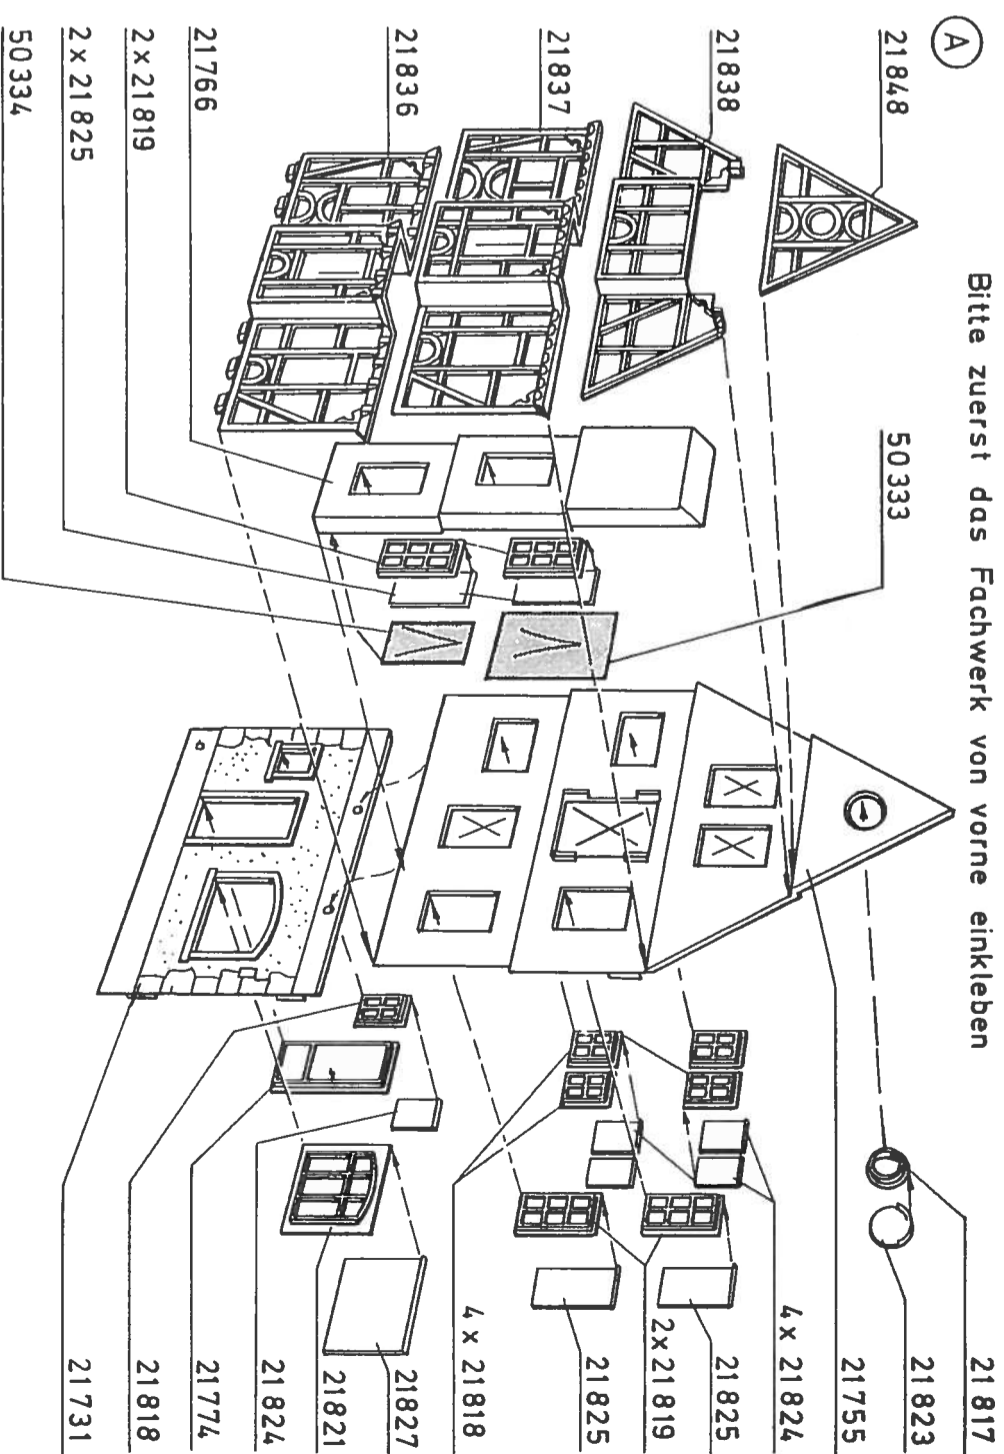 A
Bitte zuerst das Fachwerk von vorne einkleben
21848
21838
21837
21836
21766
2 x 21819
2 x 21825
50334
50333
21817
21823
21755
4 x 21824
21825
2 x 21819
21825
4 x 21818
21827
21821
21824
21774
21818
21731